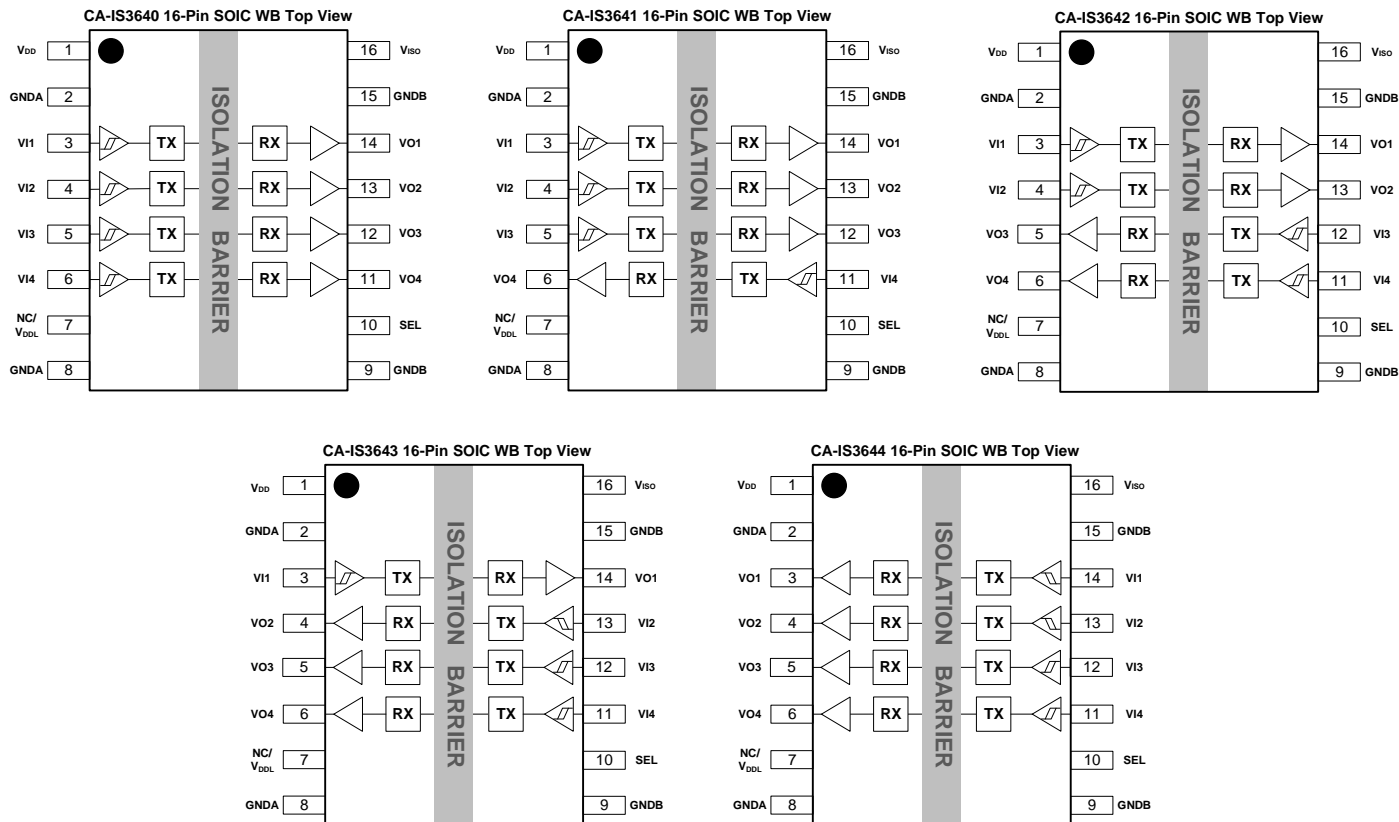 CA-IS3640 16-Pin SOIC WB Top View
VDD 1 16 VISO
GNDA 2 15 GNDB
VI1 3 TX RX 14 VO1
VI2 4 TX RX 13 VO2
VI3 5 TX RX 12 VO3
VI4 6 TX RX 11 VO4
NC/
VDDL 7 10 SEL
GNDA 8 9 GNDB
ISOLATION BARRIER
CA-IS3641 16-Pin SOIC WB Top View
VDD 1 16 VISO
GNDA 2 15 GNDB
VI1 3 TX RX 14 VO1
VI2 4 TX RX 13 VO2
VI3 5 TX RX 12 VO3
VO4 6 RX TX 11 VI4
NC/
VDDL 7 10 SEL
GNDA 8 9 GNDB
ISOLATION BARRIER
CA-IS3642 16-Pin SOIC WB Top View
VDD 1 16 VISO
GNDA 2 15 GNDB
VI1 3 TX RX 14 VO1
VI2 4 TX RX 13 VO2
VO3 5 RX TX 12 VI3
VO4 6 RX TX 11 VI4
NC/
VDDL 7 10 SEL
GNDA 8 9 GNDB
ISOLATION BARRIER
CA-IS3643 16-Pin SOIC WB Top View
VDD 1 16 VISO
GNDA 2 15 GNDB
VI1 3 TX RX 14 VO1
VO2 4 RX TX 13 VI2
VO3 5 RX TX 12 VI3
VO4 6 RX TX 11 VI4
NC/
VDDL 7 10 SEL
GNDA 8 9 GNDB
ISOLATION BARRIER
CA-IS3644 16-Pin SOIC WB Top View
VDD 1 16 VISO
GNDA 2 15 GNDB
VO1 3 RX TX 14 VI1
VO2 4 RX TX 13 VI2
VO3 5 RX TX 12 VI3
VO4 6 RX TX 11 VI4
NC/
VDDL 7 10 SEL
GNDA 8 9 GNDB
ISOLATION BARRIER